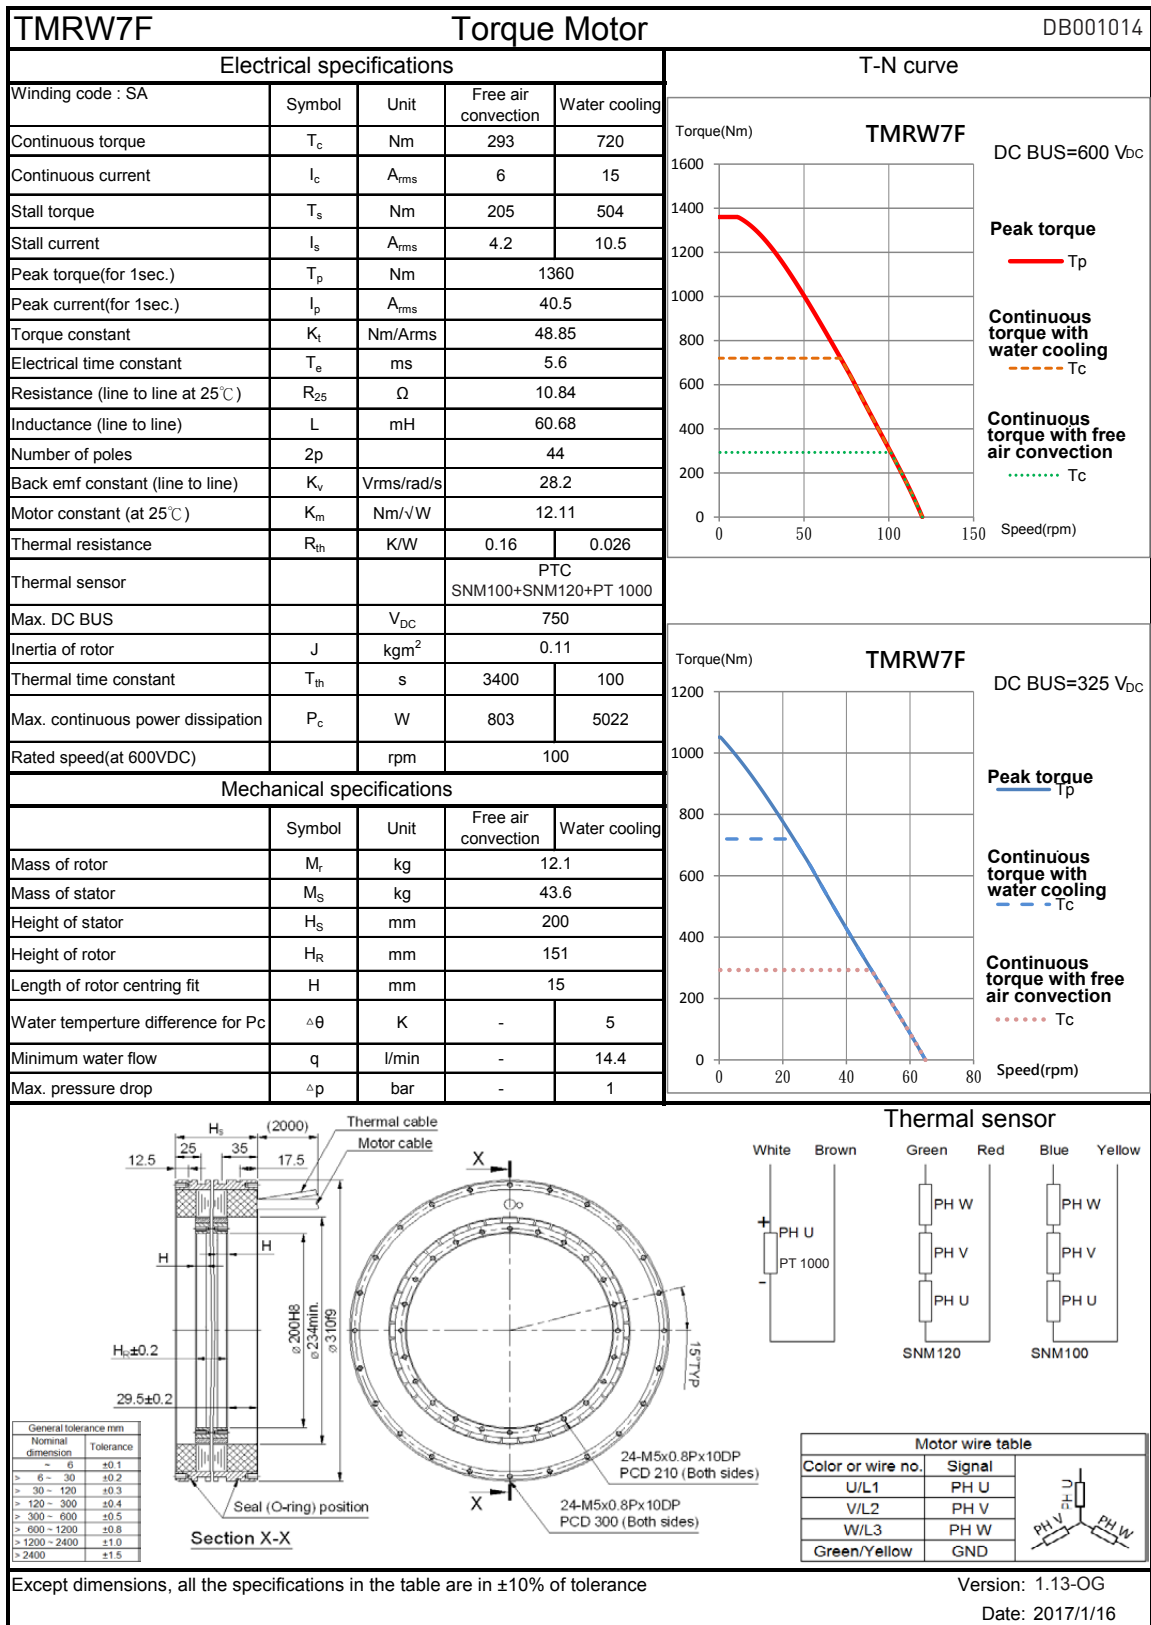 TMRW7F Torque Motor DB001014
Electrical specifications
Winding code : SA Symbol Unit Free air convection Water cooling
Continuous torque Tc Nm 293 720
Continuous current Ic Arms 6 15
Stall torque Ts Nm 205 504
Stall current Is Arms 4.2 10.5
Peak torque(for 1sec.) Tp Nm 1360
Peak current(for 1sec.) Ip Arms 40.5
Torque constant Kt Nm/Arms 48.85
Electrical time constant Te ms 5.6
Resistance (line to line at 25℃) R25 Ω 10.84
Inductance (line to line) L mH 60.68
Number of poles 2p 44
Back emf constant (line to line) Kv Vrms/rad/s 28.2
Motor constant (at 25℃) Km Nm/√W 12.11
Thermal resistance Rth K/W 0.16 0.026
Thermal sensor PTC
SNM100+SNM120+PT 1000
Max. DC BUS VDC 750
Inertia of rotor J kgm² 0.11
Thermal time constant Tth s 3400 100
Max. continuous power dissipation Pc W 803 5022
Rated speed(at 600VDC) rpm 100
Mechanical specifications
Symbol Unit Free air convection Water cooling
Mass of rotor Mr kg 12.1
Mass of stator MS kg 43.6
Height of stator HS mm 200
Height of rotor HR mm 151
Length of rotor centring fit H mm 15
Water temperture difference for Pc △θ K - 5
Minimum water flow q l/min - 14.4
Max. pressure drop △p bar - 1
T-N curve
Torque(Nm) TMRW7F
DC BUS=600 VDC
1600
1400
1200
1000
800
600
400
200
0
0 50 100 150 Speed(rpm)
Peak torque
Tp
Continuous
torque with
water cooling
Tc
Continuous
torque with free
air convection
Tc
Torque(Nm) TMRW7F
DC BUS=325 VDC
1200
1000
800
600
400
200
0
0 20 40 60 80 Speed(rpm)
Peak torque
Tp
Continuous
torque with
water cooling
Tc
Continuous
torque with free
air convection
Tc
HS (2000) Thermal cable
Motor cable
25 35
12.5 17.5
H H
⌀200H8
⌀234min.
⌀310f9
HR±0.2
29.5±0.2
Seal (O-ring) position
Section X-X
X
X
15°TYP
24-M5x0.8Px10DP
PCD 210 (Both sides)
24-M5x0.8Px10DP
PCD 300 (Both sides)
General tolerance mm
Nominal dimension Tolerance
~ 6 ±0.1
> 6 ~ 30 ±0.2
> 30 ~ 120 ±0.3
> 120 ~ 300 ±0.4
> 300 ~ 600 ±0.5
> 600 ~ 1200 ±0.8
> 1200 ~ 2400 ±1.0
> 2400 ±1.5
Thermal sensor
White Brown Green Red Blue Yellow
+ PH U
PT 1000
-
PH W
PH V
PH U
SNM120
PH W
PH V
PH U
SNM100
Motor wire table
Color or wire no. Signal
U/L1 PH U
V/L2 PH V
W/L3 PH W
Green/Yellow GND
PH U
PH V
PH W
Except dimensions, all the specifications in the table are in ±10% of tolerance
Version: 1.13-OG
Date: 2017/1/16